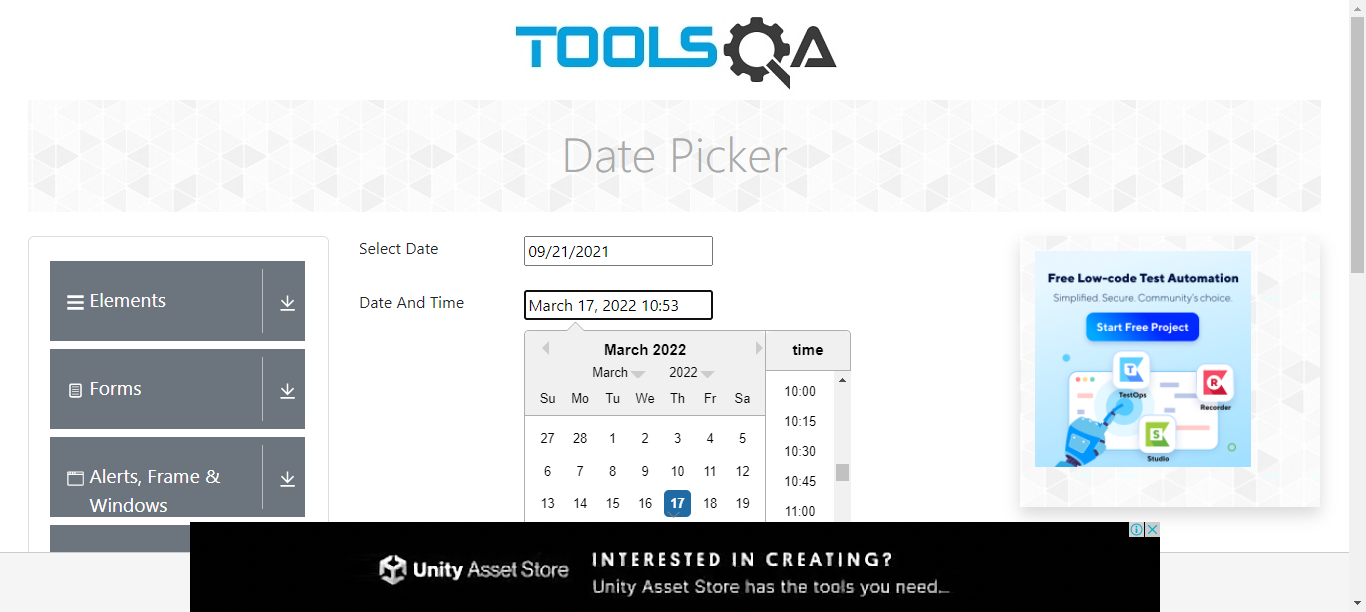 TOOLSQA
Date Picker
Elements
Forms
Alerts, Frame &
Windows
Select Date
09/21/2021
Date And Time
March 17, 2022 10:53
March 2022
March 2022
Su Mo Tu We Th Fr Sa
27 28 1 2 3 4 5
6 7 8 9 10 11 12
13 14 15 16 17 18 19
time
10:00
10:15
10:30
10:45
11:00
Free Low-code Test Automation
Simplified. Secure. Community's choice.
Start Free Project
TestOps
Recorder
Studio
Unity Asset Store
INTERESTED IN CREATING?
Unity Asset Store has the tools you need...